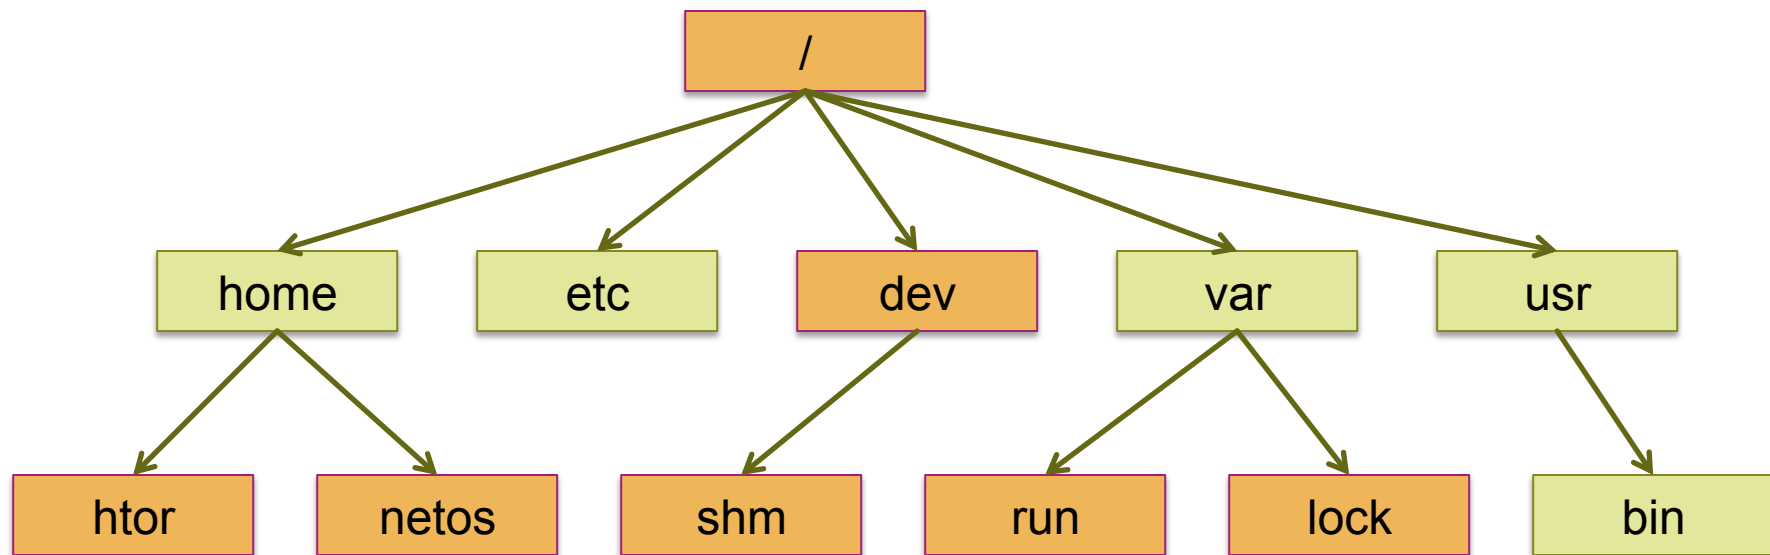 /
home
etc
dev
var
usr
htor
netos
shm
run
lock
bin